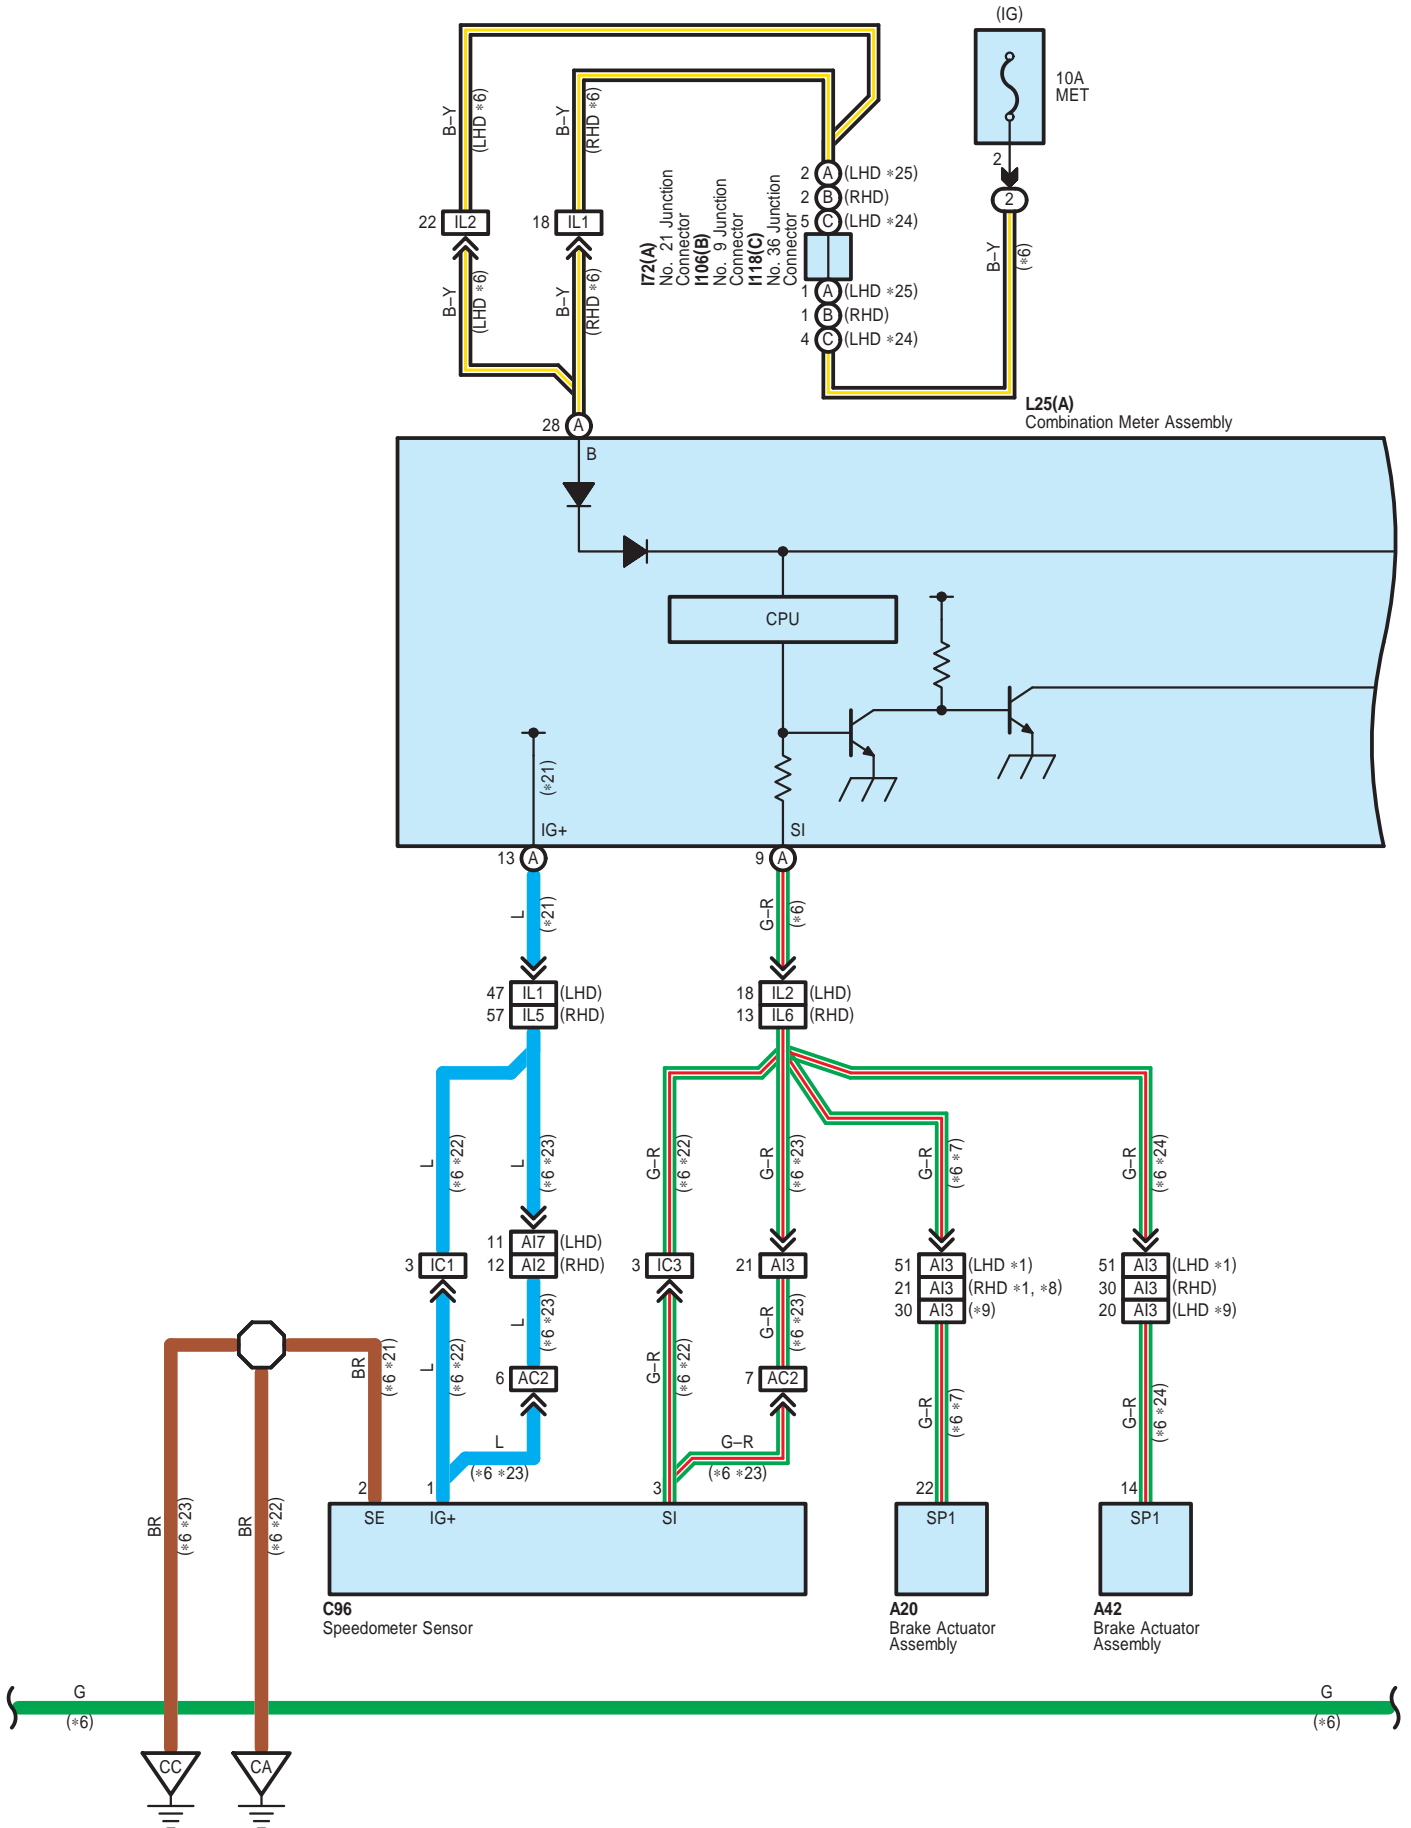 (IG)
10A
MET
2
2
B–Y
(∗6)
B–Y
(LHD ∗6)
B–Y
(RHD ∗6)
22 IL2
18 IL1
B–Y
(LHD ∗6)
B–Y
(RHD ∗6)
I72(A)
No. 21 Junction
Connector
I106(B)
No. 9 Junction
Connector
I118(C)
No. 36 Junction
Connector
2 A (LHD ∗25)
2 B (RHD)
5 C (LHD ∗24)
1 A (LHD ∗25)
1 B (RHD)
4 C (LHD ∗24)
L25(A)
Combination Meter Assembly
28 A
B
CPU
(∗21)
IG+
SI
13 A
9 A
L
(∗21)
G–R
(∗6)
47 IL1 (LHD)
57 IL5 (RHD)
18 IL2 (LHD)
13 IL6 (RHD)
L
(∗6 ∗22)
L
(∗6 ∗23)
G–R
(∗6 ∗22)
G–R
(∗6 ∗23)
G–R
(∗6 ∗7)
G–R
(∗6 ∗24)
3 IC1
11 AI7 (LHD)
12 AI2 (RHD)
3 IC3
21 AI3
51 AI3 (LHD ∗1)
21 AI3 (RHD ∗1, ∗8)
30 AI3 (∗9)
51 AI3 (LHD ∗1)
30 AI3 (RHD)
20 AI3 (LHD ∗9)
BR
(∗6 ∗21)
L
(∗6 ∗22)
L
(∗6 ∗23)
G–R
(∗6 ∗22)
G–R
(∗6 ∗23)
G–R
(∗6 ∗7)
G–R
(∗6 ∗24)
6 AC2
7 AC2
L
(∗6 ∗23)
G–R
(∗6 ∗23)
2
1
3
22
14
SE
IG+
SI
SP1
SP1
BR
(∗6 ∗23)
BR
(∗6 ∗22)
C96
Speedometer Sensor
A20
Brake Actuator
Assembly
A42
Brake Actuator
Assembly
G
(∗6)
G
(∗6)
CC
CA